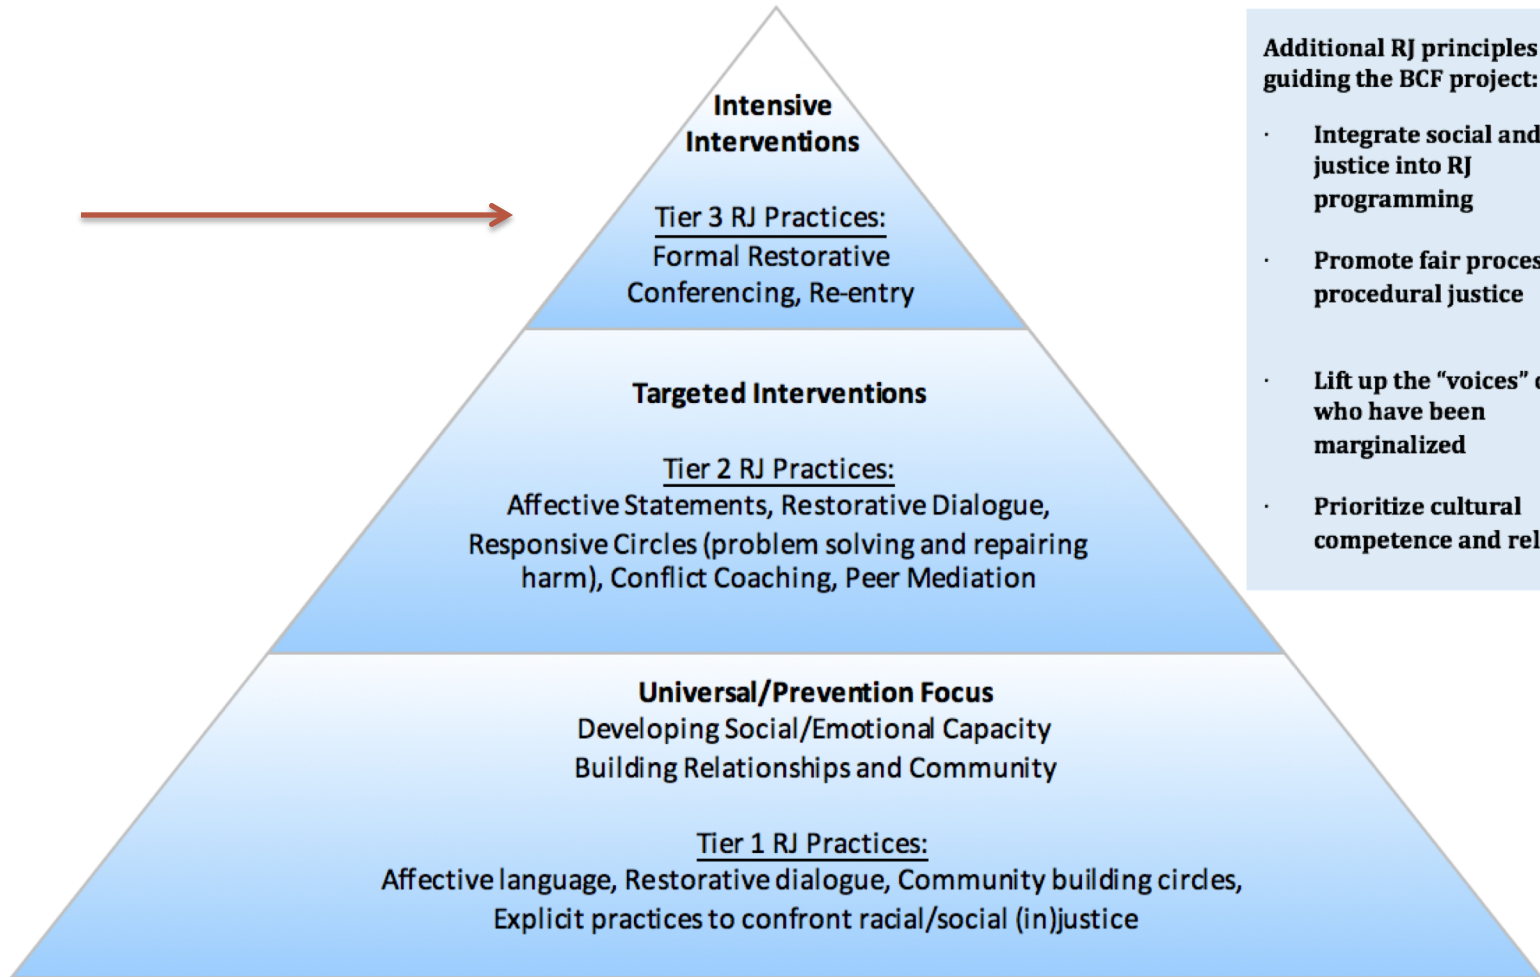 Intensive
Interventions
Tier 3 RJ Practices:
Formal Restorative
Conferencing, Re-entry
Targeted Interventions
Tier 2 RJ Practices:
Affective Statements, Restorative Dialogue,
Responsive Circles (problem solving and repairing
harm), Conflict Coaching, Peer Mediation
Universal/Prevention Focus
Developing Social/Emotional Capacity
Building Relationships and Community
Tier 1 RJ Practices:
Affective language, Restorative dialogue, Community building circles,
Explicit practices to confront racial/social (in)justice
Additional RJ principles
guiding the BCF project:
· Integrate social and
justice into RJ
programming
· Promote fair
procedural justice
· Lift up the “voices”
who have been
marginalized
· Prioritize cultural
competence and